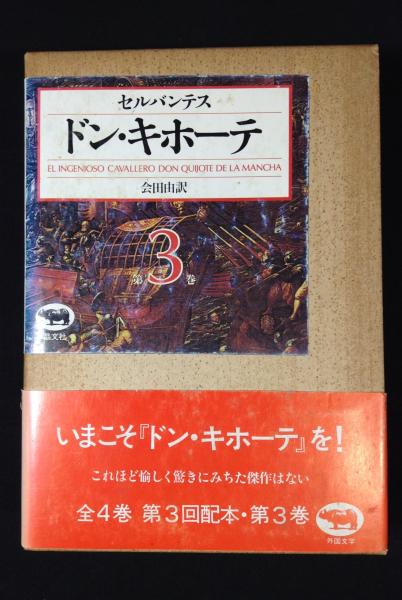 セルバンテス
ドン・キホーテ
EL INGENIOSO CAVALLERO DON QUIJOTE DE LA MANCHA
会田由訳
第3巻
晶文社
いまこそ『ドン・キホーテ』を!
これほど愉しく驚きにみちた傑作はない
全4巻 第3回配本・第3巻
外国文学